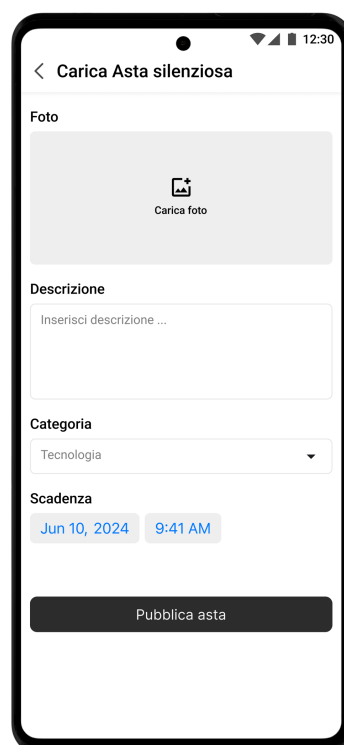 12:30
Carica Asta silenziosa
Foto
Carica foto
Descrizione
Inserisci descrizione ...
Categoria
Tecnologia
Scadenza
Jun 10, 2024 9:41 AM
Pubblica asta